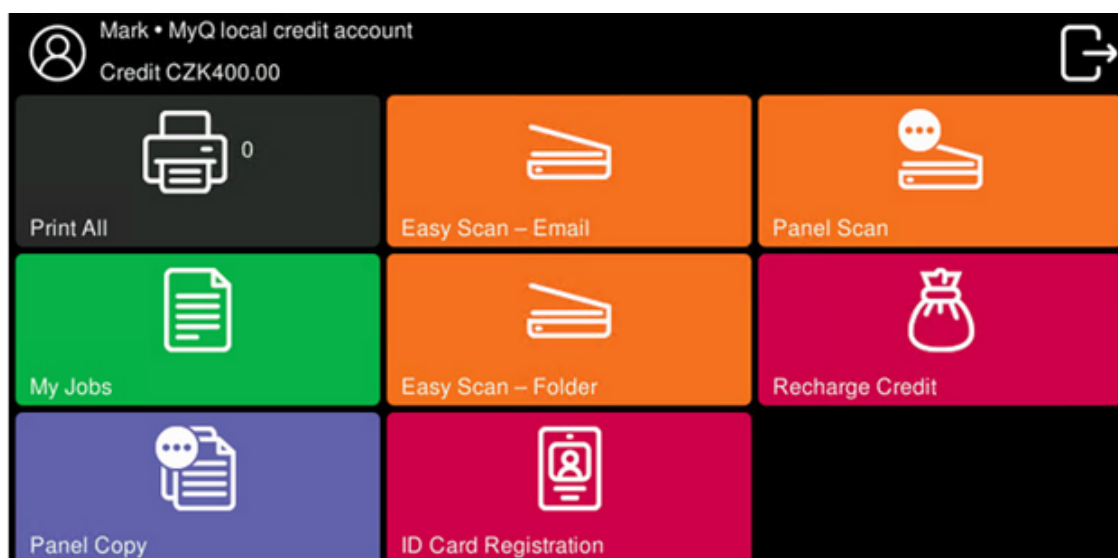 Mark • MyQ local credit account
Credit CZK400.00
0
Print All
Easy Scan – Email
Panel Scan
My Jobs
Easy Scan – Folder
Recharge Credit
Panel Copy
ID Card Registration